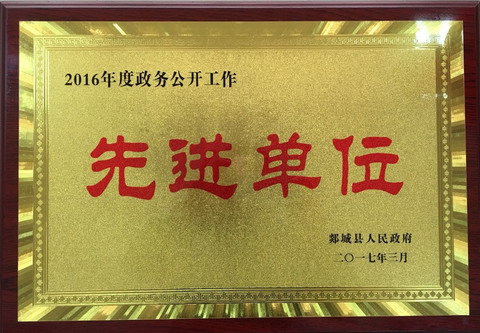 2016年度政务公开工作
先进单位
郯城县人民政府
二〇一七年三月